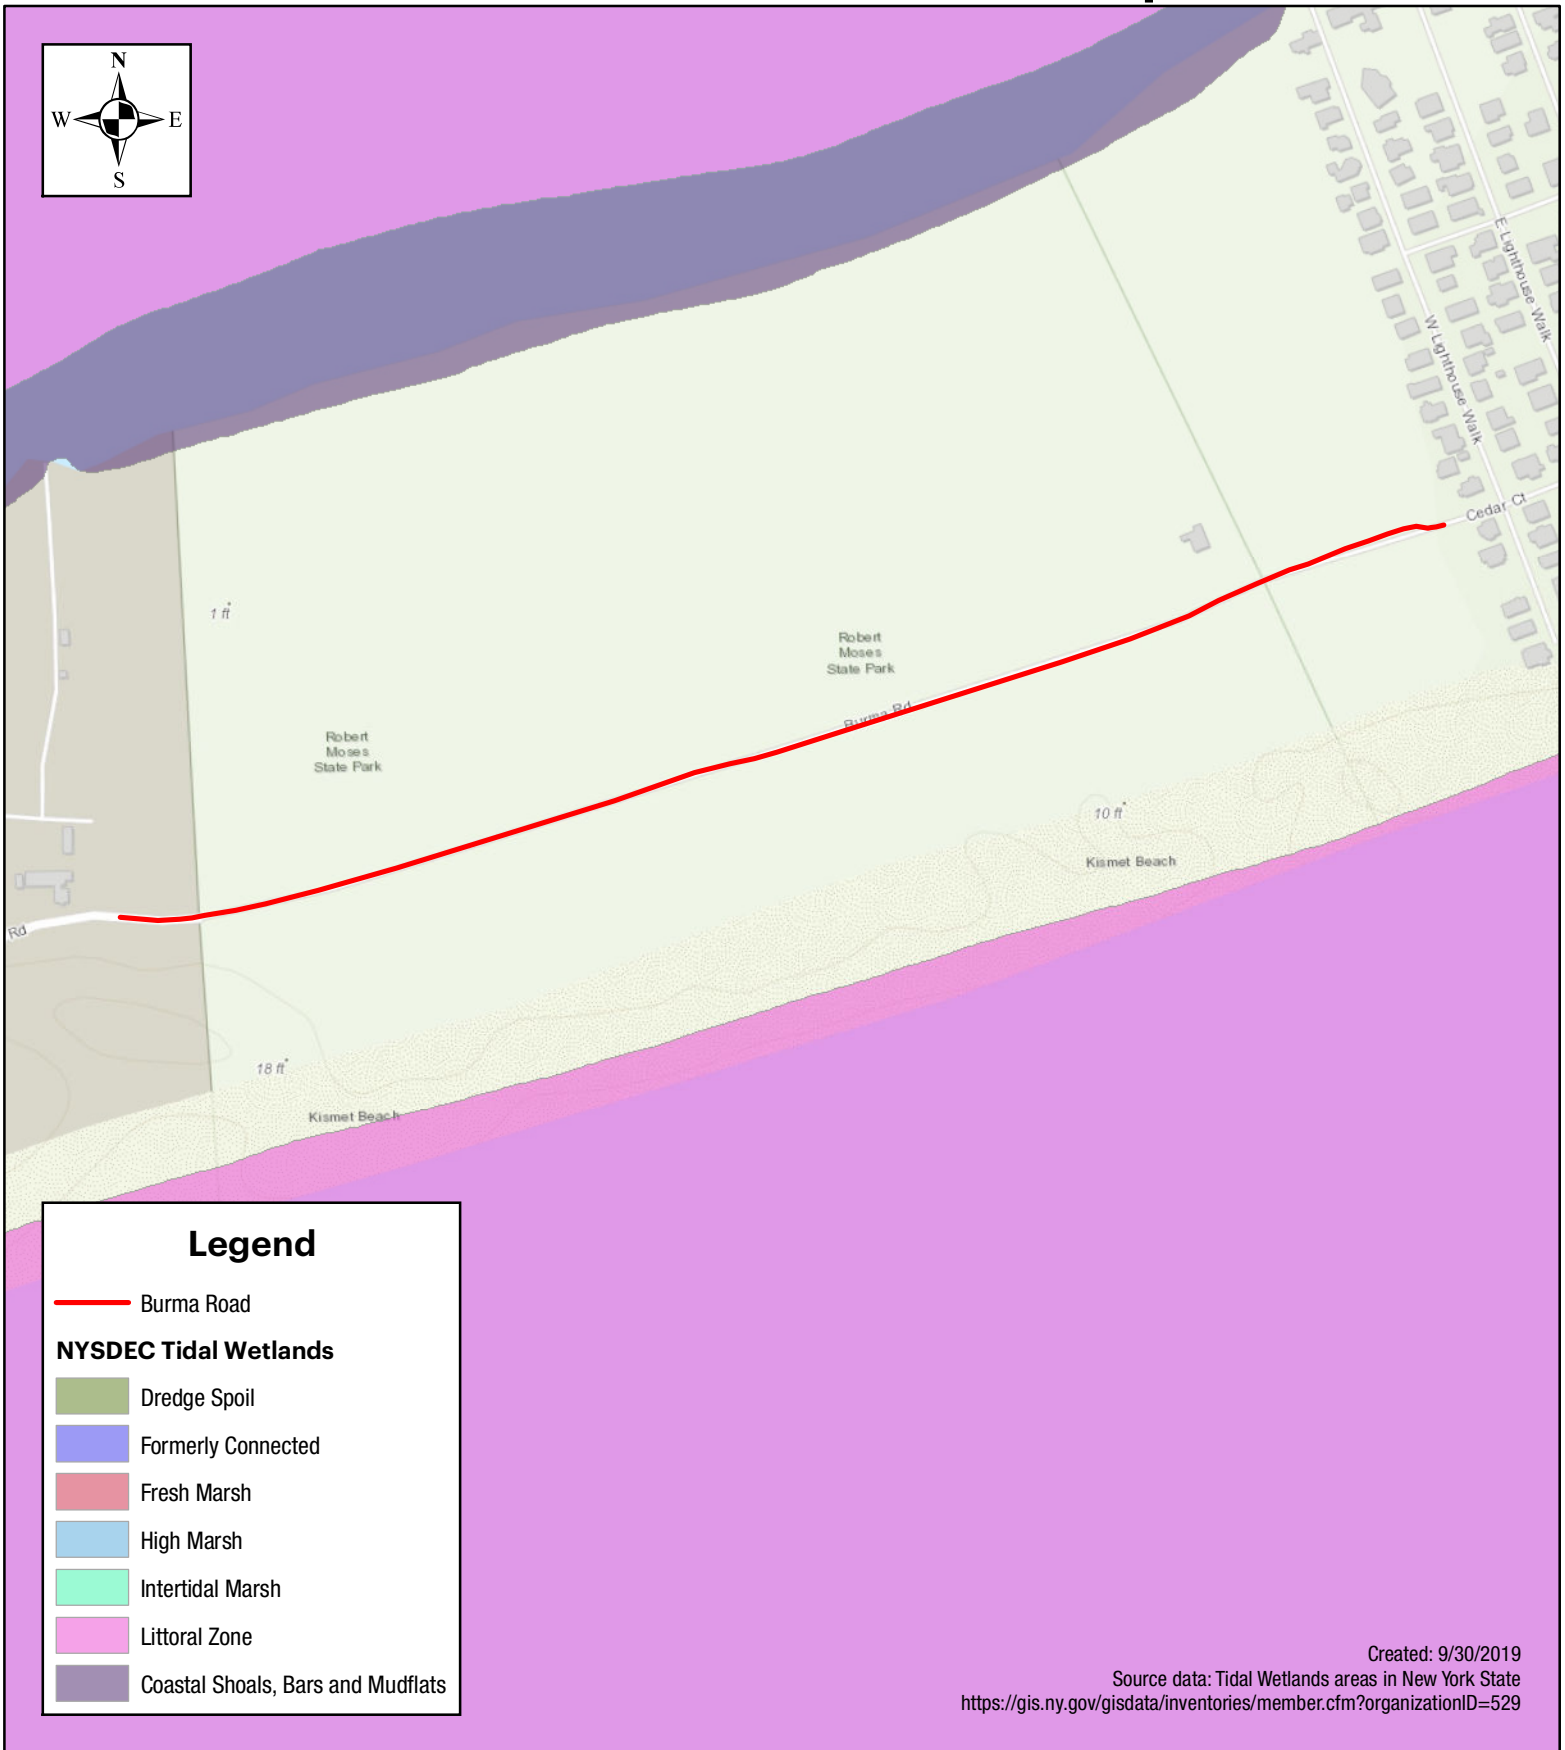 N
W E
S
E Lighthouse Walk
W Lighthouse Walk
Cedar Ct
1 ft
Robert
Moses
State Park
Burma Rd
Robert
Moses
State Park
10 ft
Kismet Beach
Rd
18 ft
Kismet Beach
Legend
Burma Road
NYSDEC Tidal Wetlands
Dredge Spoil
Formerly Connected
Fresh Marsh
High Marsh
Intertidal Marsh
Littoral Zone
Coastal Shoals, Bars and Mudflats
Created: 9/30/2019
Source data: Tidal Wetlands areas in New York State
https://gis.ny.gov/gisdata/inventories/member.cfm?organizationID=529